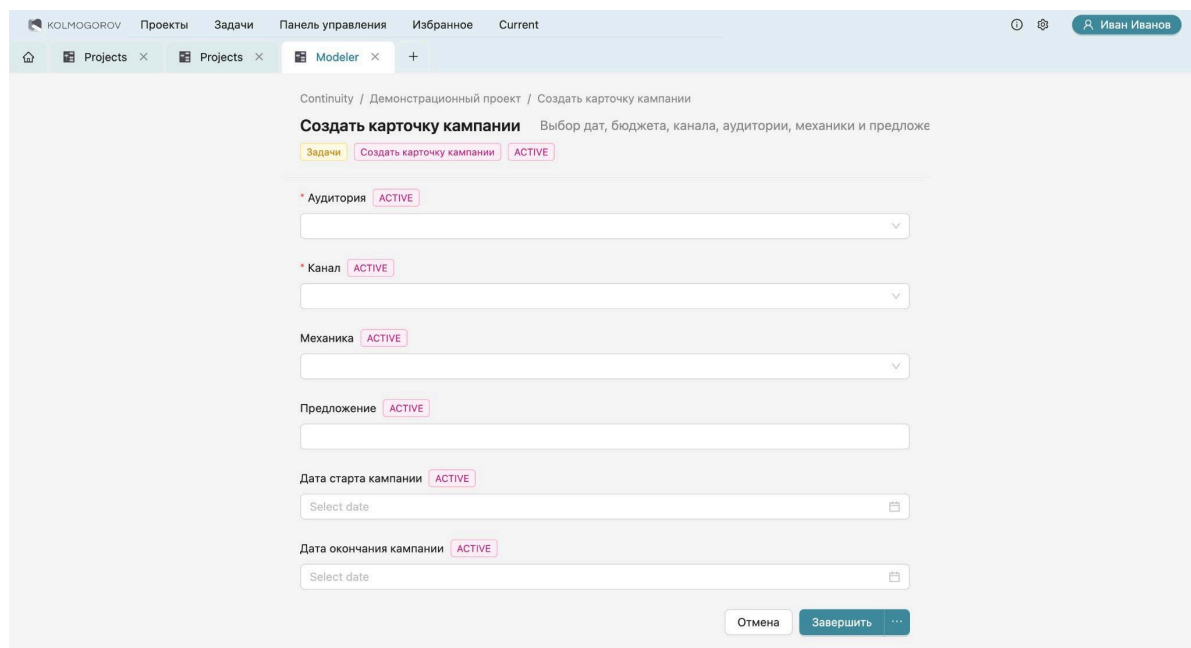 KOLMOGOROV Проекты Задачи Панель управления Избранное Current Иван Иванов
Projects Projects Modeler
Continuity / Демонстрационный проект / Создать карточку кампании
Создать карточку кампании Выбор дат, бюджета, канала, аудитории, механики и предложе
Задачи Создать карточку кампании ACTIVE
* Аудитория ACTIVE
* Канал ACTIVE
Механика ACTIVE
Предложение ACTIVE
Дата старта кампании ACTIVE
Select date
Дата окончания кампании ACTIVE
Select date
Отмена Завершить ...